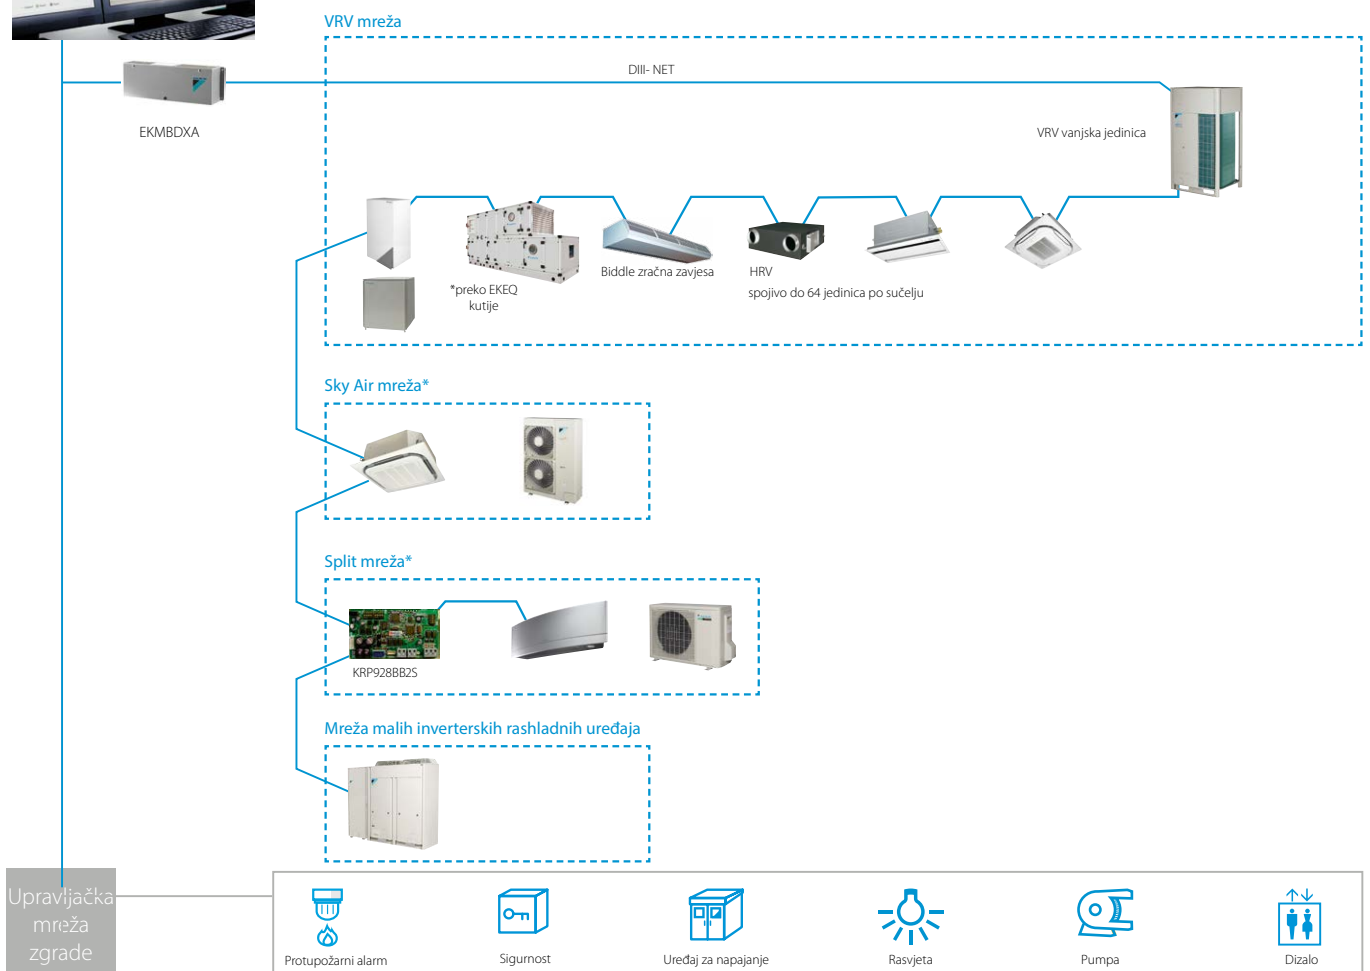 VRV mreža
DIII- NET
EKMBDXA
VRV vanjska jedinica
Biddle zračna zavjesa
HRV
*preko EKEQ
kutije
spojivo do 64 jedinica po sučelju
Sky Air mreža*
Split mreža*
KRP928BB2S
Mreža malih inverterskih rashladnih uređaja
Upravljačka
mreža
zgrade
Protupožarni alarm
Sigurnost
Uređaj za napajanje
Rasvjeta
Pumpa
Dizalo